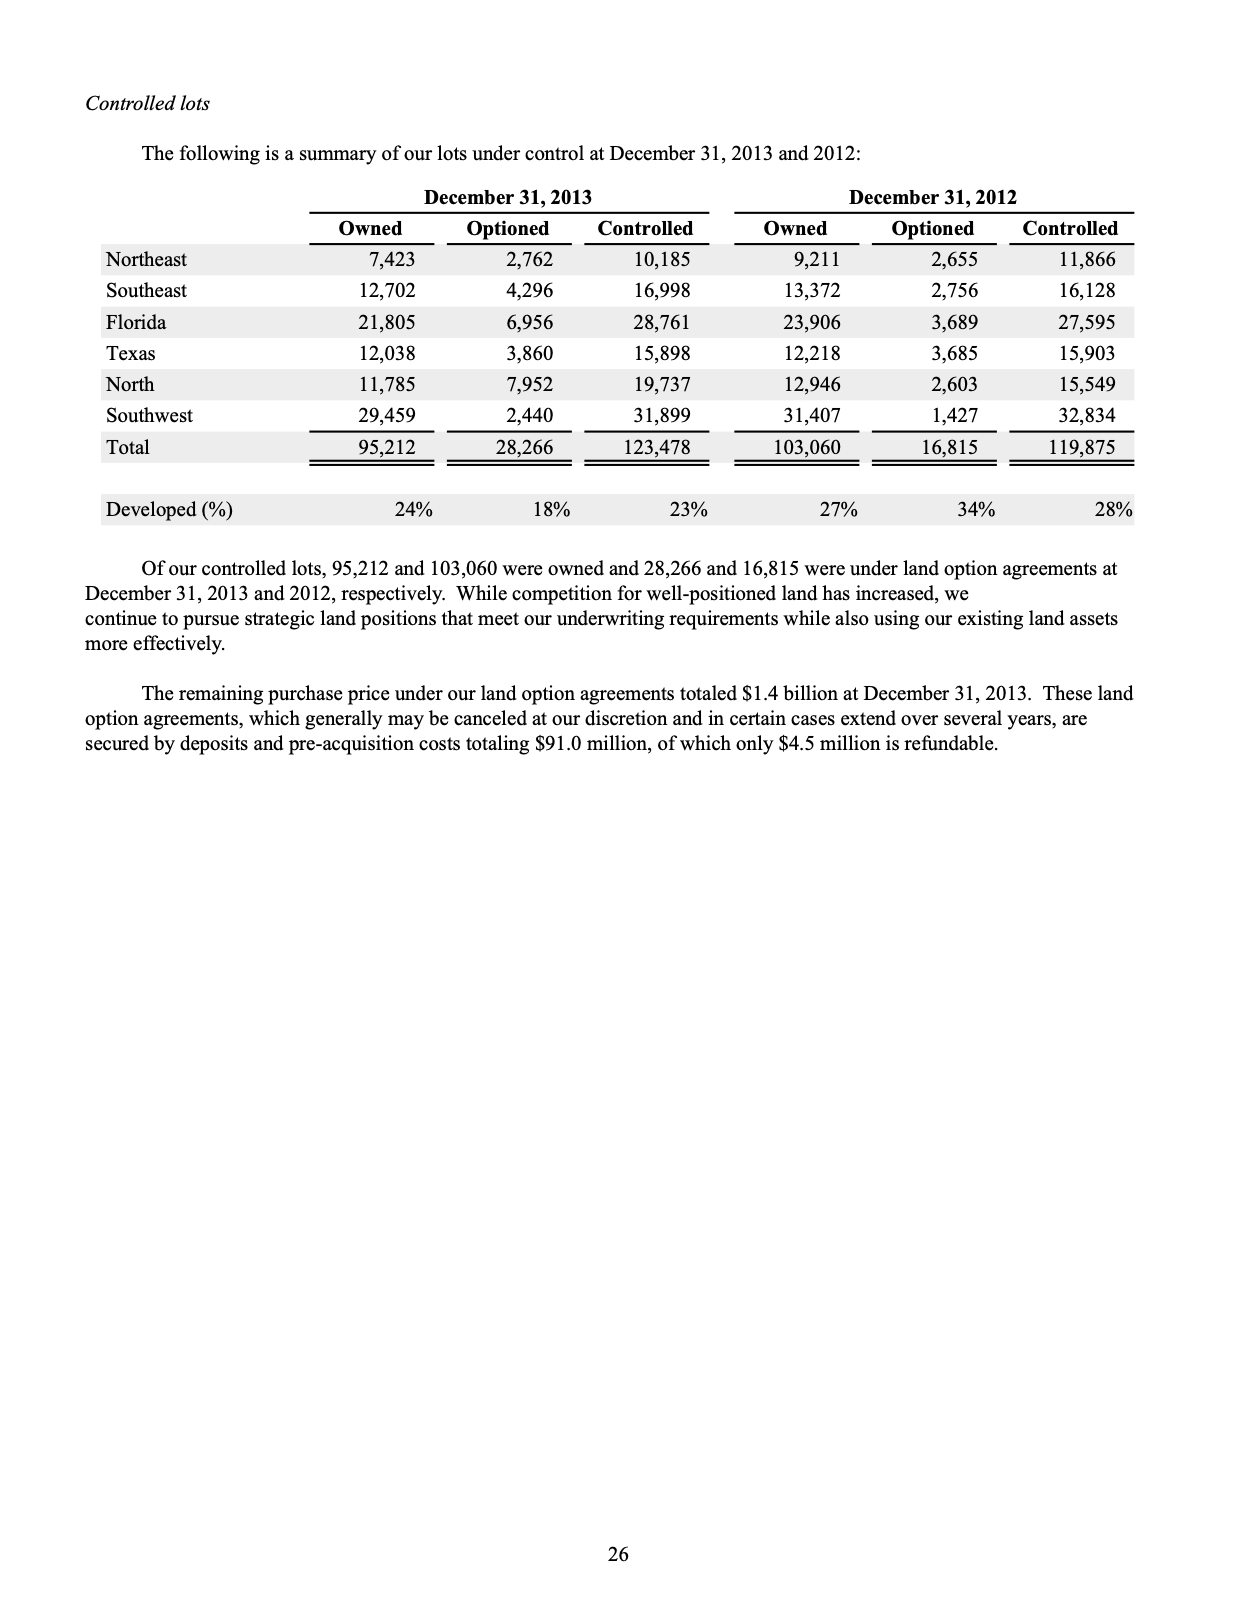 Controlled lots
The following is a summary of our lots under control at December 31, 2013 and 2012:
December 31, 2013 December 31, 2012
Owned Optioned Controlled Owned Optioned Controlled
Northeast 7,423 2,762 10,185 9,211 2,655 11,866
Southeast 12,702 4,296 16,998 13,372 2,756 16,128
Florida 21,805 6,956 28,761 23,906 3,689 27,595
Texas 12,038 3,860 15,898 12,218 3,685 15,903
North 11,785 7,952 19,737 12,946 2,603 15,549
Southwest 29,459 2,440 31,899 31,407 1,427 32,834
Total 95,212 28,266 123,478 103,060 16,815 119,875
Developed (%) 24% 18% 23% 27% 34% 28%
Of our controlled lots, 95,212 and 103,060 were owned and 28,266 and 16,815 were under land option agreements at
December 31, 2013 and 2012, respectively.  While competition for well-positioned land has increased, we
continue to pursue strategic land positions that meet our underwriting requirements while also using our existing land assets
more effectively.
The remaining purchase price under our land option agreements totaled $1.4 billion at December 31, 2013.  These land
option agreements, which generally may be canceled at our discretion and in certain cases extend over several years, are
secured by deposits and pre-acquisition costs totaling $91.0 million, of which only $4.5 million is refundable.
26